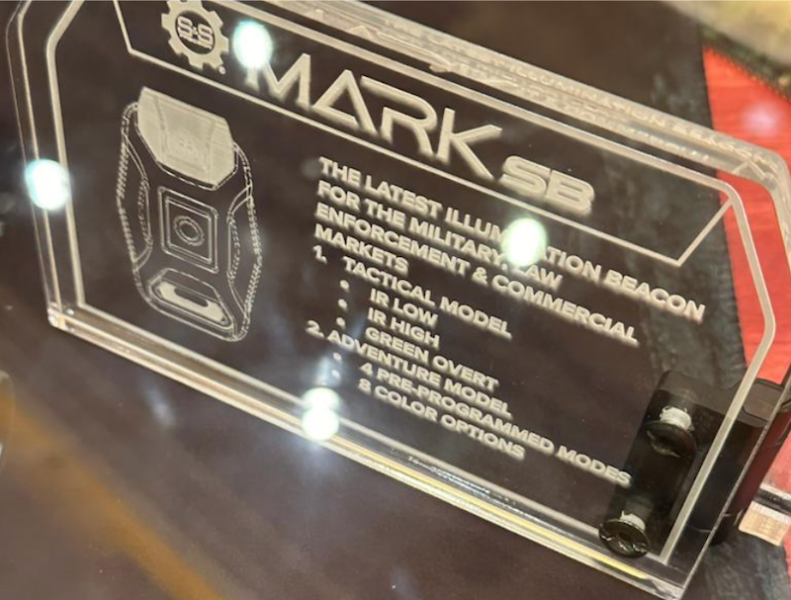 S&S
MARK SB
THE LATEST ILLUMINATION BEACON
FOR THE MILITARY, LAW
ENFORCEMENT & COMMERCIAL
MARKETS
1. TACTICAL MODEL
• IR LOW
• IR HIGH
• GREEN OVERT
2. ADVENTURE MODEL
• 4 PRE-PROGRAMMED MODES
• 8 COLOR OPTIONS